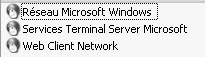 Réseau Microsoft Windows
Services Terminal Server Microsoft
Web Client Network